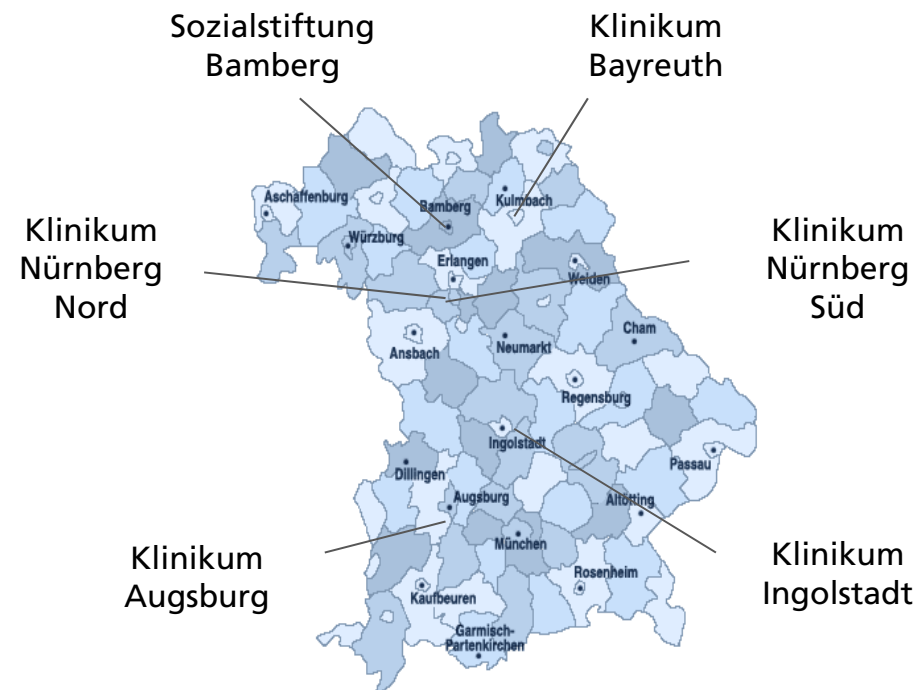 Sozialstiftung
Bamberg
Klinikum
Bayreuth
Klinikum
Nürnberg
Nord
Klinikum
Nürnberg
Süd
Aschaffenburg
Bamberg
Kulmbach
Würzburg
Erlangen
Weiden
Cham
Ansbach
Neumarkt
Regensburg
Ingolstadt
Passau
Dillingen
Augsburg
Altötting
München
Rosenheim
Kaufbeuren
Garmisch-
Partenkirchen
Klinikum
Augsburg
Klinikum
Ingolstadt